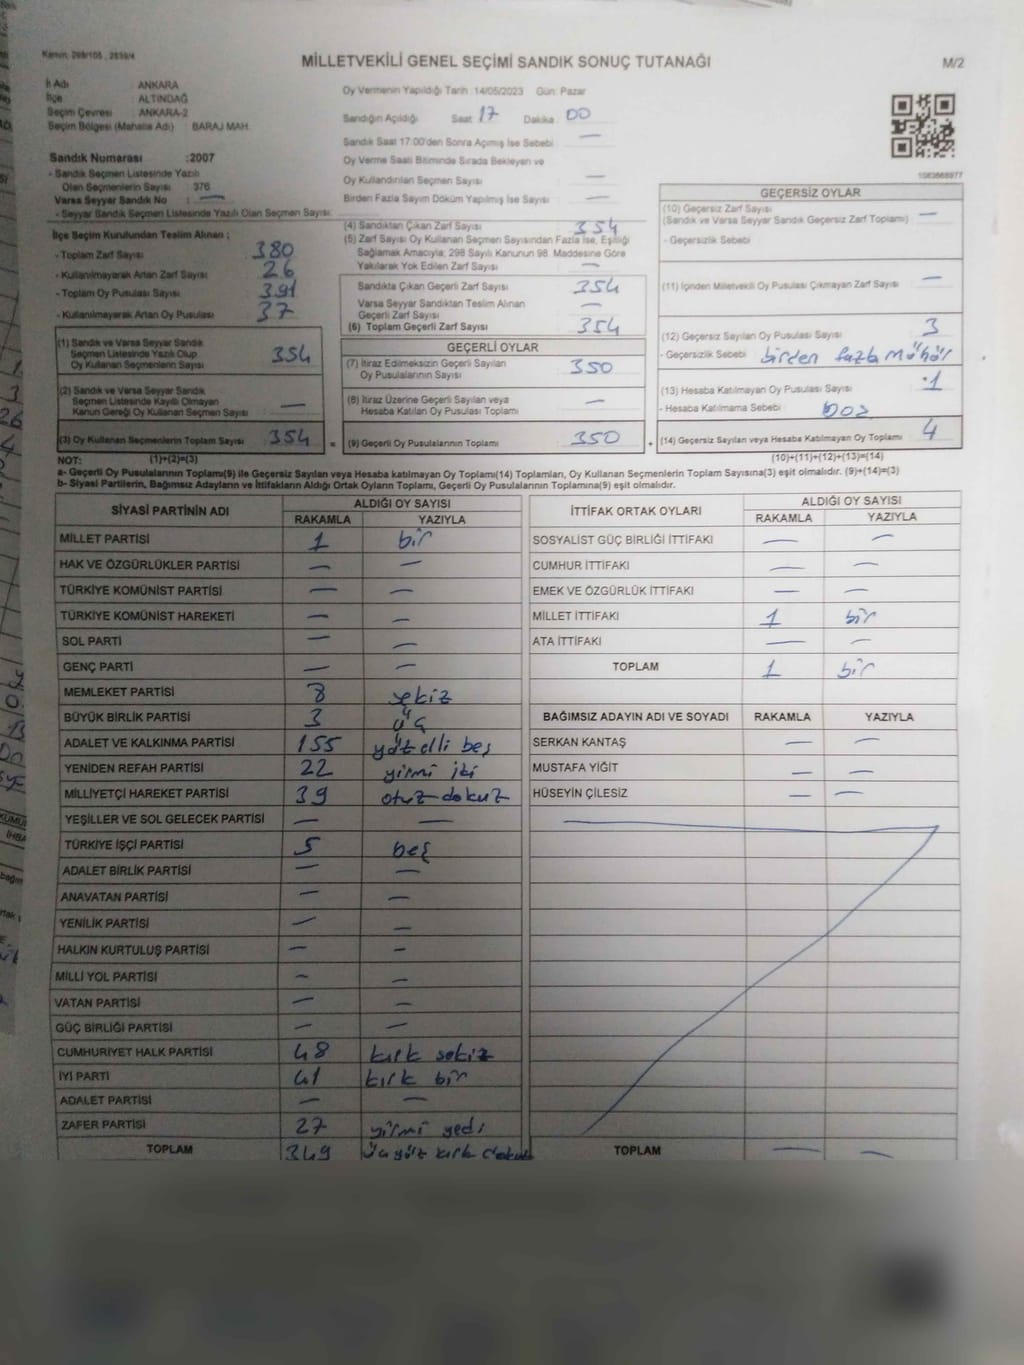 MİLLETVEKİLİ GENEL SEÇİMİ SANDIK SONUÇ TUTANAĞI
M/2
İl Adı : ANKARA
İlçe : ALTINDAĞ
Seçim Çevresi : ANKARA-2
Seçim Bölgesi (Mahalle Adı) : BARAJ MAH.
Sandık Numarası :2007
- Sandık Seçmen Listesinde Yazılı
Olan Seçmenlerin Sayısı : 376
Varsa Seyyar Sandık No : —
- Seyyar Sandık Seçmen Listesinde Yazılı Olan Seçmen Sayısı:
İlçe Seçim Kurulundan Teslim Alınan ;
- Toplam Zarf Sayısı 380
- Kullanılmayarak Artan Zarf Sayısı 26
- Toplam Oy Pusulası Sayısı 391
- Kullanılmayarak Artan Oy Pusulası 37
(1) Sandık ve Varsa Seyyar Sandık
Seçmen Listesinde Yazılı Olup
Oy Kullanan Seçmenlerin Sayısı 354
(2) Sandık ve Varsa Seyyar Sandık
Seçmen Listesinde Kayıtlı Olmayan
Kanun Gereği Oy Kullanan Seçmen Sayısı —
(3) Oy Kullanan Seçmenlerin Toplam Sayısı 354 =
Oy Vermenin Yapıldığı Tarih :14/05/2023 Gün: Pazar
Sandığın Açıldığı Saat 17 Dakika 00
Sandık Saat 17:00'den Sonra Açmış İse Sebebi —
Oy Verme Saati Bitiminde Sırada Bekleyen ve
Oy Kullandırılan Seçmen Sayısı —
Birden Fazla Sayım Döküm Yapılmış İse Sayısı —
(4) Sandıktan Çıkan Zarf Sayısı 354
(5) Zarf Sayısı Oy Kullanan Seçmen Sayısından Fazla İse, Eşitliği
Sağlamak Amacıyla; 298 Sayılı Kanunun 98. Maddesine Göre
Yakılarak Yok Edilen Zarf Sayısı —
Sandıkta Çıkan Geçerli Zarf Sayısı 354
Varsa Seyyar Sandıktan Teslim Alınan
Geçerli Zarf Sayısı —
(6) Toplam Geçerli Zarf Sayısı 354
GEÇERLİ OYLAR
(7) İtiraz Edilmeksizin Geçerli Sayılan
Oy Pusulalarının Sayısı 350
(8) İtiraz Üzerine Geçerli Sayılan veya
Hesaba Katılan Oy Pusulası Toplamı —
(9) Geçerli Oy Pusulalarının Toplamı 350 +
GEÇERSİZ OYLAR
(10) Geçersiz Zarf Sayısı
(Sandık ve Varsa Seyyar Sandık Geçersiz Zarf Toplamı) —
- Geçersizlik Sebebi
(11) İçinden Milletvekili Oy Pusulası Çıkmayan Zarf Sayısı —
(12) Geçersiz Sayılan Oy Pusulası Sayısı 3
- Geçersizlik Sebebi birden fazla Mühür
(13) Hesaba Katılmayan Oy Pusulası Sayısı 1
- Hesaba Katılmama Sebebi boş
(14) Geçersiz Sayılan veya Hesaba Katılmayan Oy Toplamı 4
NOT: (1)+(2)=(3) (10)+(11)+(12)+(13)=(14)
a- Geçerli Oy Pusulalarının Toplamı(9) ile Geçersiz Sayılan veya Hesaba katılmayan Oy Toplamı(14) Toplamları, Oy Kullanan Seçmenlerin Toplam Sayısına(3) eşit olmalıdır. (9)+(14)=(3)
b- Siyasi Partilerin, Bağımsız Adayların ve İttifakların Aldığı Ortak Oyların Toplamı, Geçerli Oy Pusulalarının Toplamına(9) eşit olmalıdır.
SİYASİ PARTİNİN ADI ALDIĞI OY SAYISI
RAKAMLA YAZIYLA
MİLLET PARTİSİ 1 bir
HAK VE ÖZGÜRLÜKLER PARTİSİ — —
TÜRKİYE KOMÜNİST PARTİSİ — —
TÜRKİYE KOMÜNİST HAREKETİ — —
SOL PARTİ — —
GENÇ PARTİ — —
MEMLEKET PARTİSİ 8 sekiz
BÜYÜK BİRLİK PARTİSİ 3 üç
ADALET VE KALKINMA PARTİSİ 155 yüz elli beş
YENİDEN REFAH PARTİSİ 22 yirmi iki
MİLLİYETÇİ HAREKET PARTİSİ 39 otuz dokuz
YEŞİLLER VE SOL GELECEK PARTİSİ — —
TÜRKİYE İŞÇİ PARTİSİ 5 beş
ADALET BİRLİK PARTİSİ — —
ANAVATAN PARTİSİ — —
YENİLİK PARTİSİ — —
HALKIN KURTULUŞ PARTİSİ — —
MİLLİ YOL PARTİSİ — —
VATAN PARTİSİ — —
GÜÇ BİRLİĞİ PARTİSİ — —
CUMHURİYET HALK PARTİSİ 48 kırk sekiz
İYİ PARTİ 41 kırk bir
ADALET PARTİSİ — —
ZAFER PARTİSİ 27 yirmi yedi
TOPLAM 349 üçyüz kırk dokuz
İTTİFAK ORTAK OYLARI ALDIĞI OY SAYISI
RAKAMLA YAZIYLA
SOSYALİST GÜÇ BİRLİĞİ İTTİFAKI — —
CUMHUR İTTİFAKI — —
EMEK VE ÖZGÜRLÜK İTTİFAKI — —
MİLLET İTTİFAKI 1 bir
ATA İTTİFAKI — —
TOPLAM 1 bir
BAĞIMSIZ ADAYIN ADI VE SOYADI RAKAMLA YAZIYLA
SERKAN KANTAŞ — —
MUSTAFA YİĞİT — —
HÜSEYİN ÇİLESİZ — —
TOPLAM — —